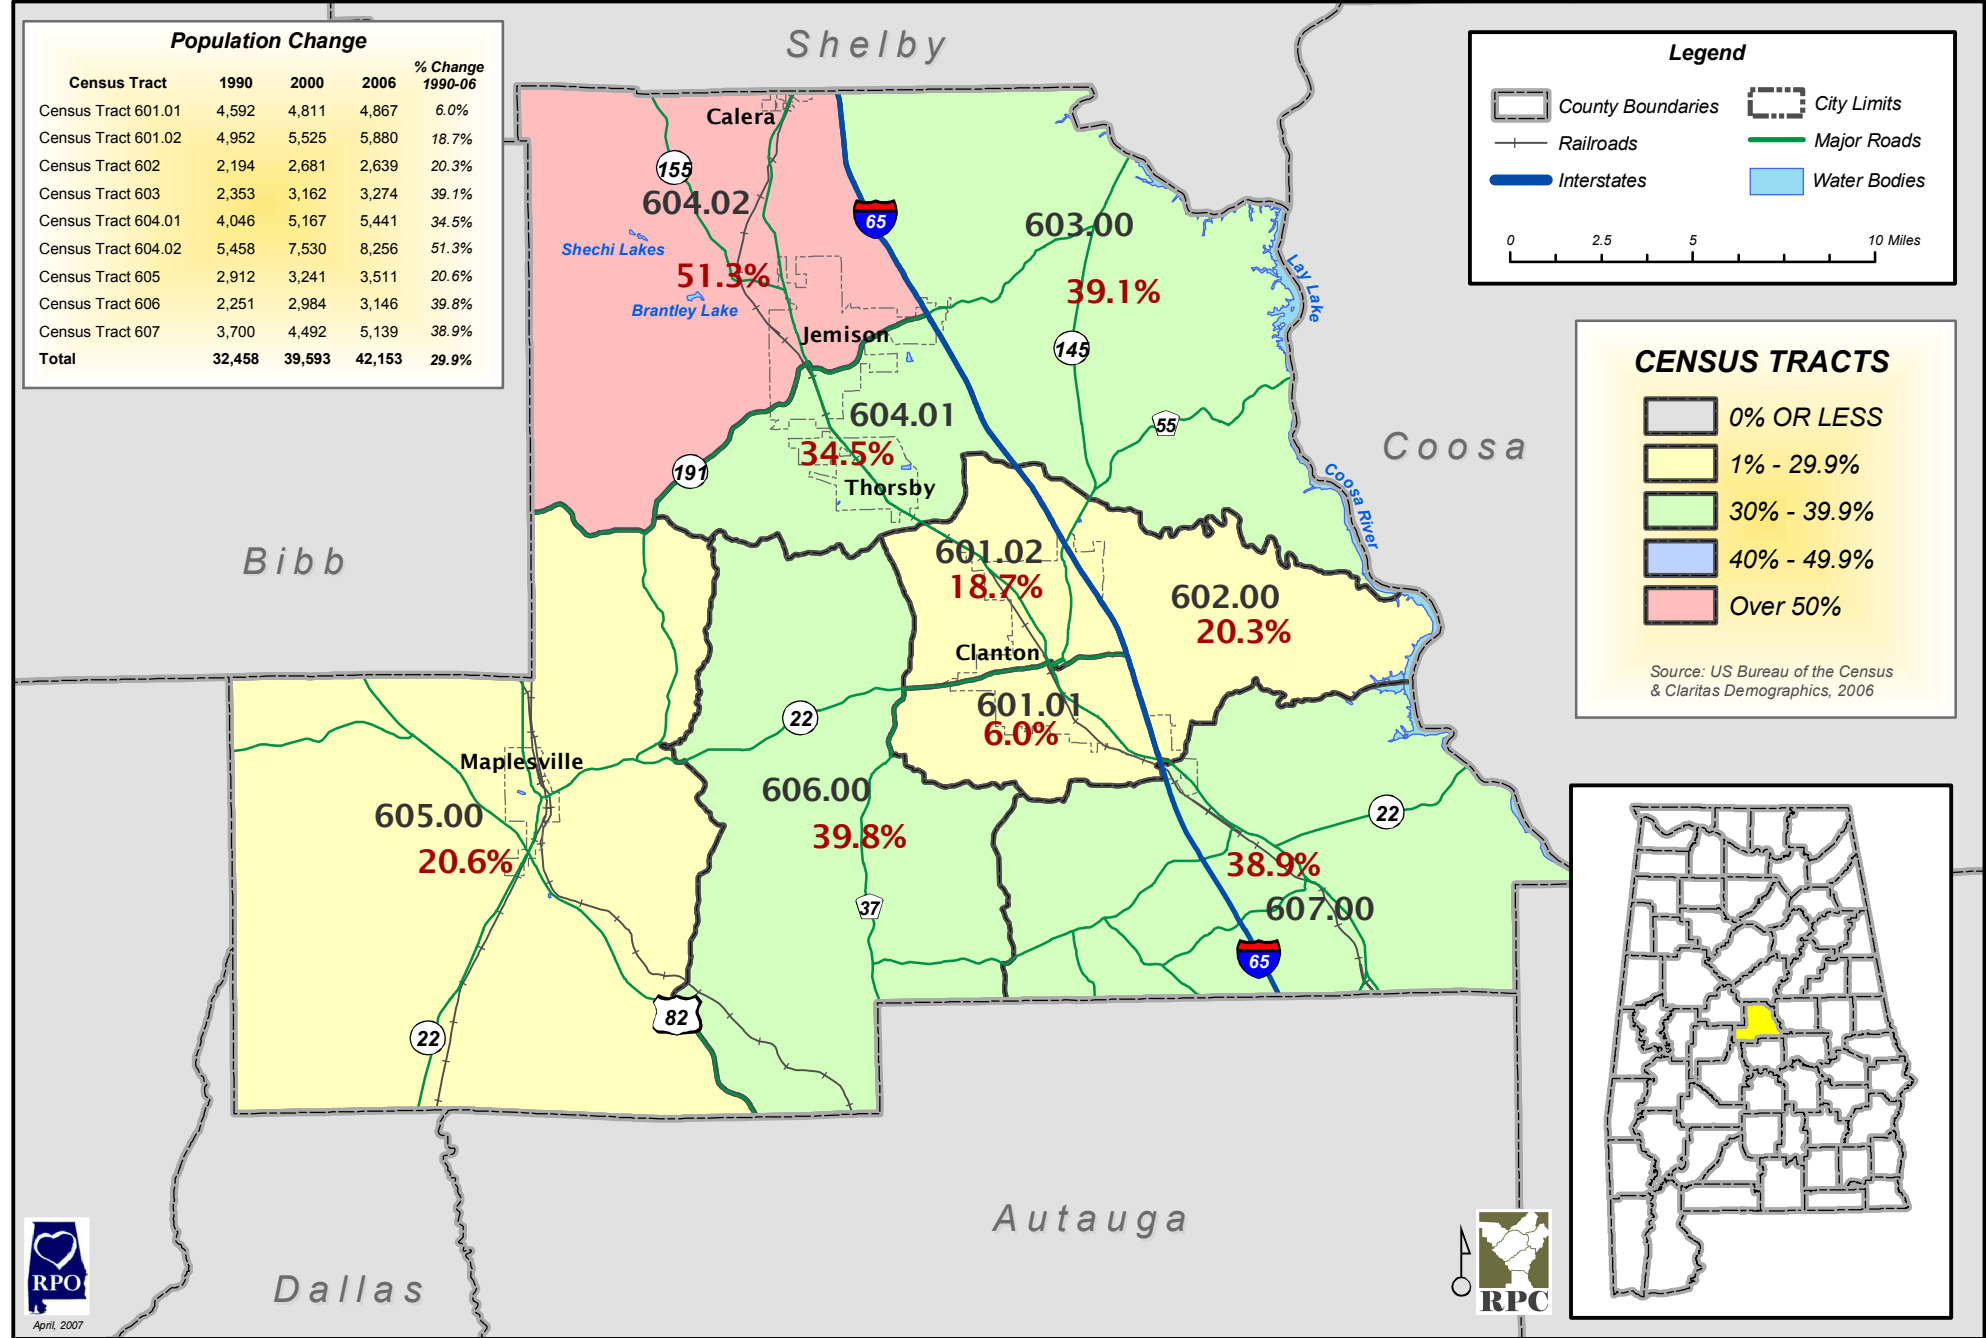 Population Change
Census Tract 1990 2000 2006 % Change 1990-06
Census Tract 601.01 4,592 4,811 4,867 6.0%
Census Tract 601.02 4,952 5,525 5,880 18.7%
Census Tract 602 2,194 2,681 2,639 20.3%
Census Tract 603 2,353 3,162 3,274 39.1%
Census Tract 604.01 4,046 5,167 5,441 34.5%
Census Tract 604.02 5,458 7,530 8,256 51.3%
Census Tract 605 2,912 3,241 3,511 20.6%
Census Tract 606 2,251 2,984 3,146 39.8%
Census Tract 607 3,700 4,492 5,139 38.9%
Total 32,458 39,593 42,153 29.9%
Shelby
Legend
County Boundaries
City Limits
Railroads
Major Roads
Interstates
Water Bodies
0 2.5 5 10 Miles
CENSUS TRACTS
0% OR LESS
1% - 29.9%
30% - 39.9%
40% - 49.9%
Over 50%
Source: US Bureau of the Census
& Claritas Demographics, 2006
Calera
155
604.02
65
603.00
Shechi Lakes
51.3%
39.1%
Lay Lake
Brantley Lake
Jemison
145
604.01
55
34.5%
191
Thorsby
Coosa
Coosa River
Bibb
601.02
18.7%
602.00
20.3%
Clanton
601.01
6.0%
22
Maplesville
606.00
39.8%
605.00
20.6%
22
38.9%
607.00
37
65
82
22
Autauga
Dallas
RPO
April, 2007
RPC